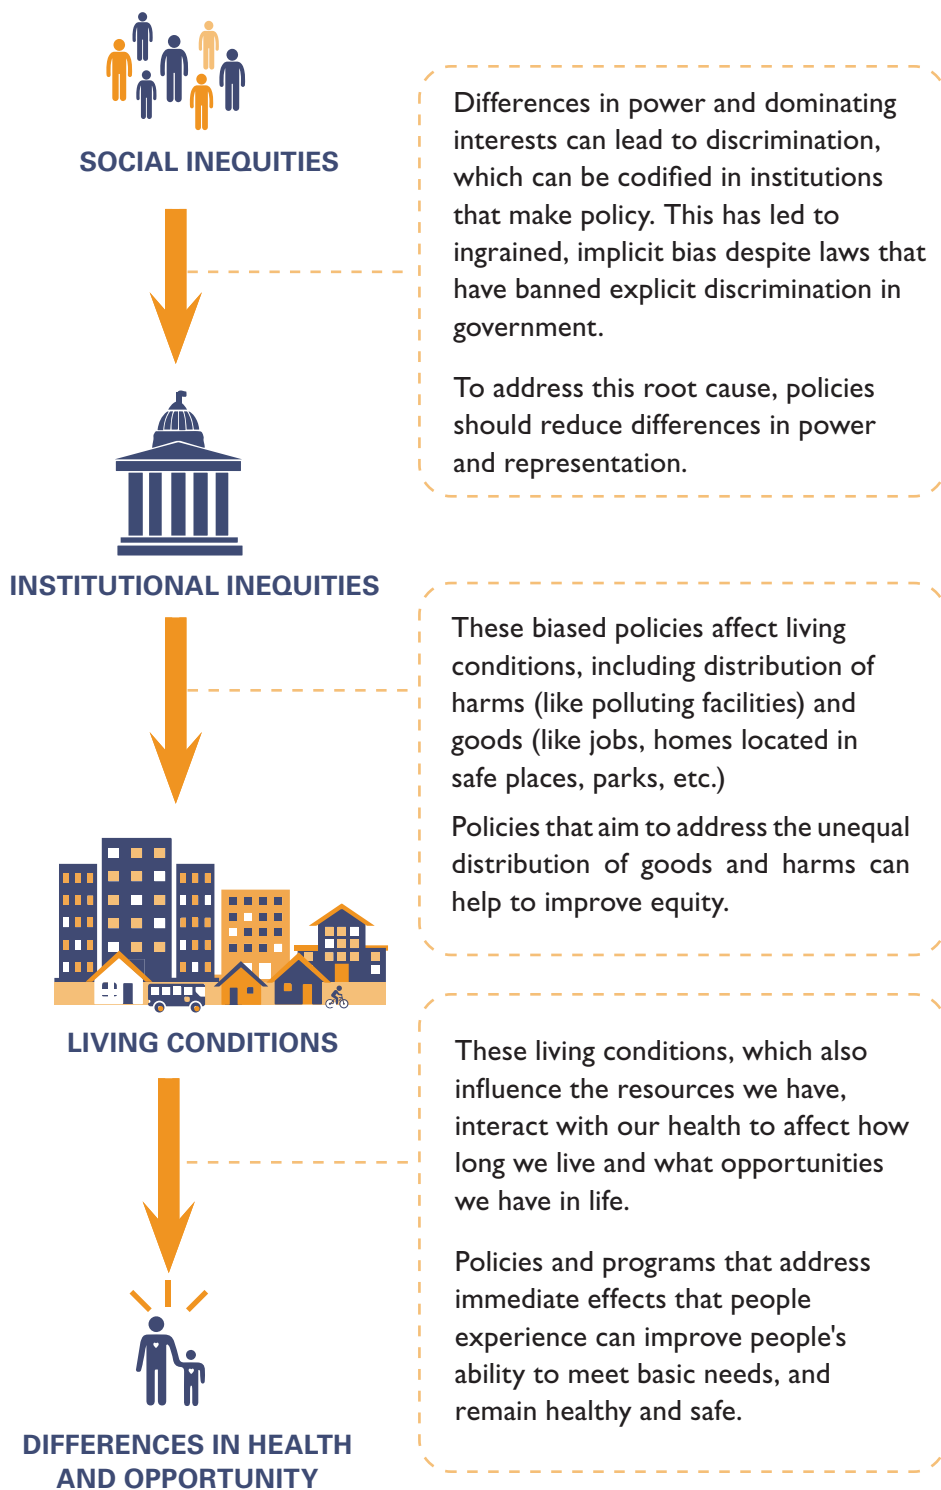 SOCIAL INEQUITIES
Differences in power and dominating
interests can lead to discrimination,
which can be codified in institutions
that make policy. This has led to
ingrained, implicit bias despite laws that
have banned explicit discrimination in
government.
To address this root cause, policies
should reduce differences in power
and representation.
INSTITUTIONAL INEQUITIES
These biased policies affect living
conditions, including distribution of
harms (like polluting facilities) and
goods (like jobs, homes located in
safe places, parks, etc.)
Policies that aim to address the unequal
distribution of goods and harms can
help to improve equity.
LIVING CONDITIONS
These living conditions, which also
influence the resources we have,
interact with our health to affect how
long we live and what opportunities
we have in life.
Policies and programs that address
immediate effects that people
experience can improve people's
ability to meet basic needs, and
remain healthy and safe.
DIFFERENCES IN HEALTH
AND OPPORTUNITY